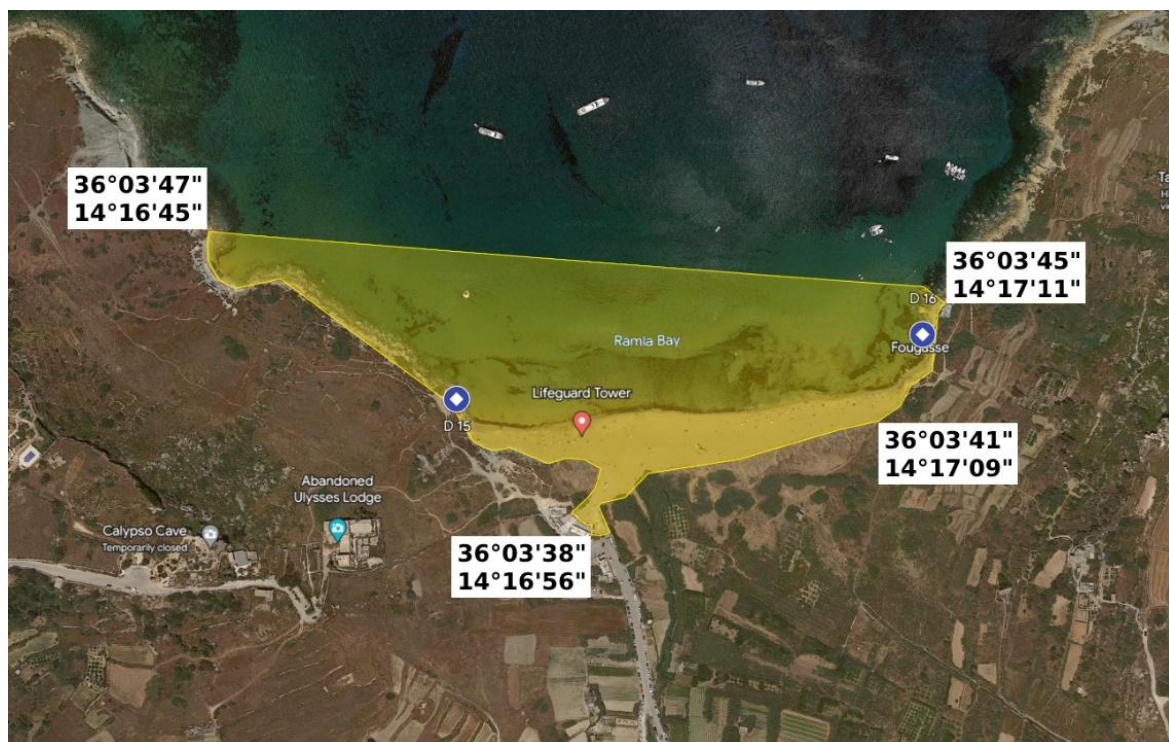 36°03'47"
14°16'45"
Ta
H
v
36°03'45"
14°17'11"
D 16
Ramla Bay
Fougasse
Lifeguard Tower
D 15
36°03'41"
14°17'09"
Abandoned
Ulysses Lodge
Calypso Cave
Temporarily closed
36°03'38"
14°16'56"